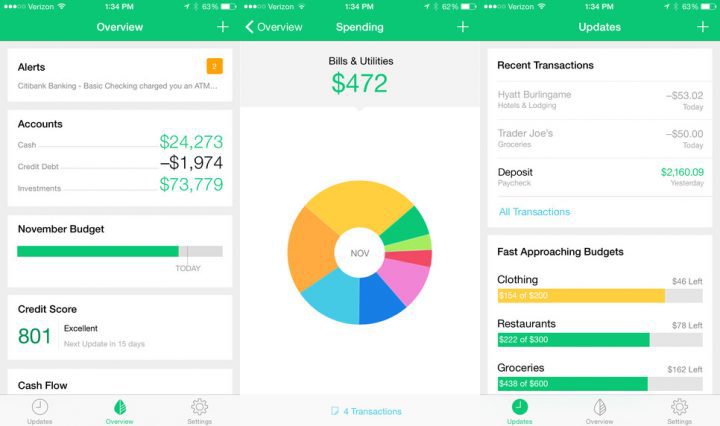 Verizon 1:34 PM 63%
Overview
Alerts 2
Citibank Banking - Basic Checking charged you an ATM...
Accounts
Cash $24,273
Credit Debt –$1,974
Investments $73,779
November Budget
TODAY
Credit Score
801 Excellent
Next Update in 15 days
Cash Flow
Updates Overview Settings
Verizon 1:34 PM 62%
Overview Spending
Bills & Utilities
$472
NOV
4 Transactions
Verizon 1:34 PM 63%
Updates
Recent Transactions
Hyatt Burlingame –$53.02
Hotels & Lodging Today
Trader Joe's –$50.00
Groceries Today
Deposit $2,160.09
Paycheck Yesterday
All Transactions
Fast Approaching Budgets
Clothing $46 Left
$154 of $200
Restaurants $78 Left
$222 of $300
Groceries $162 Left
$438 of $600
Updates Overview Settings